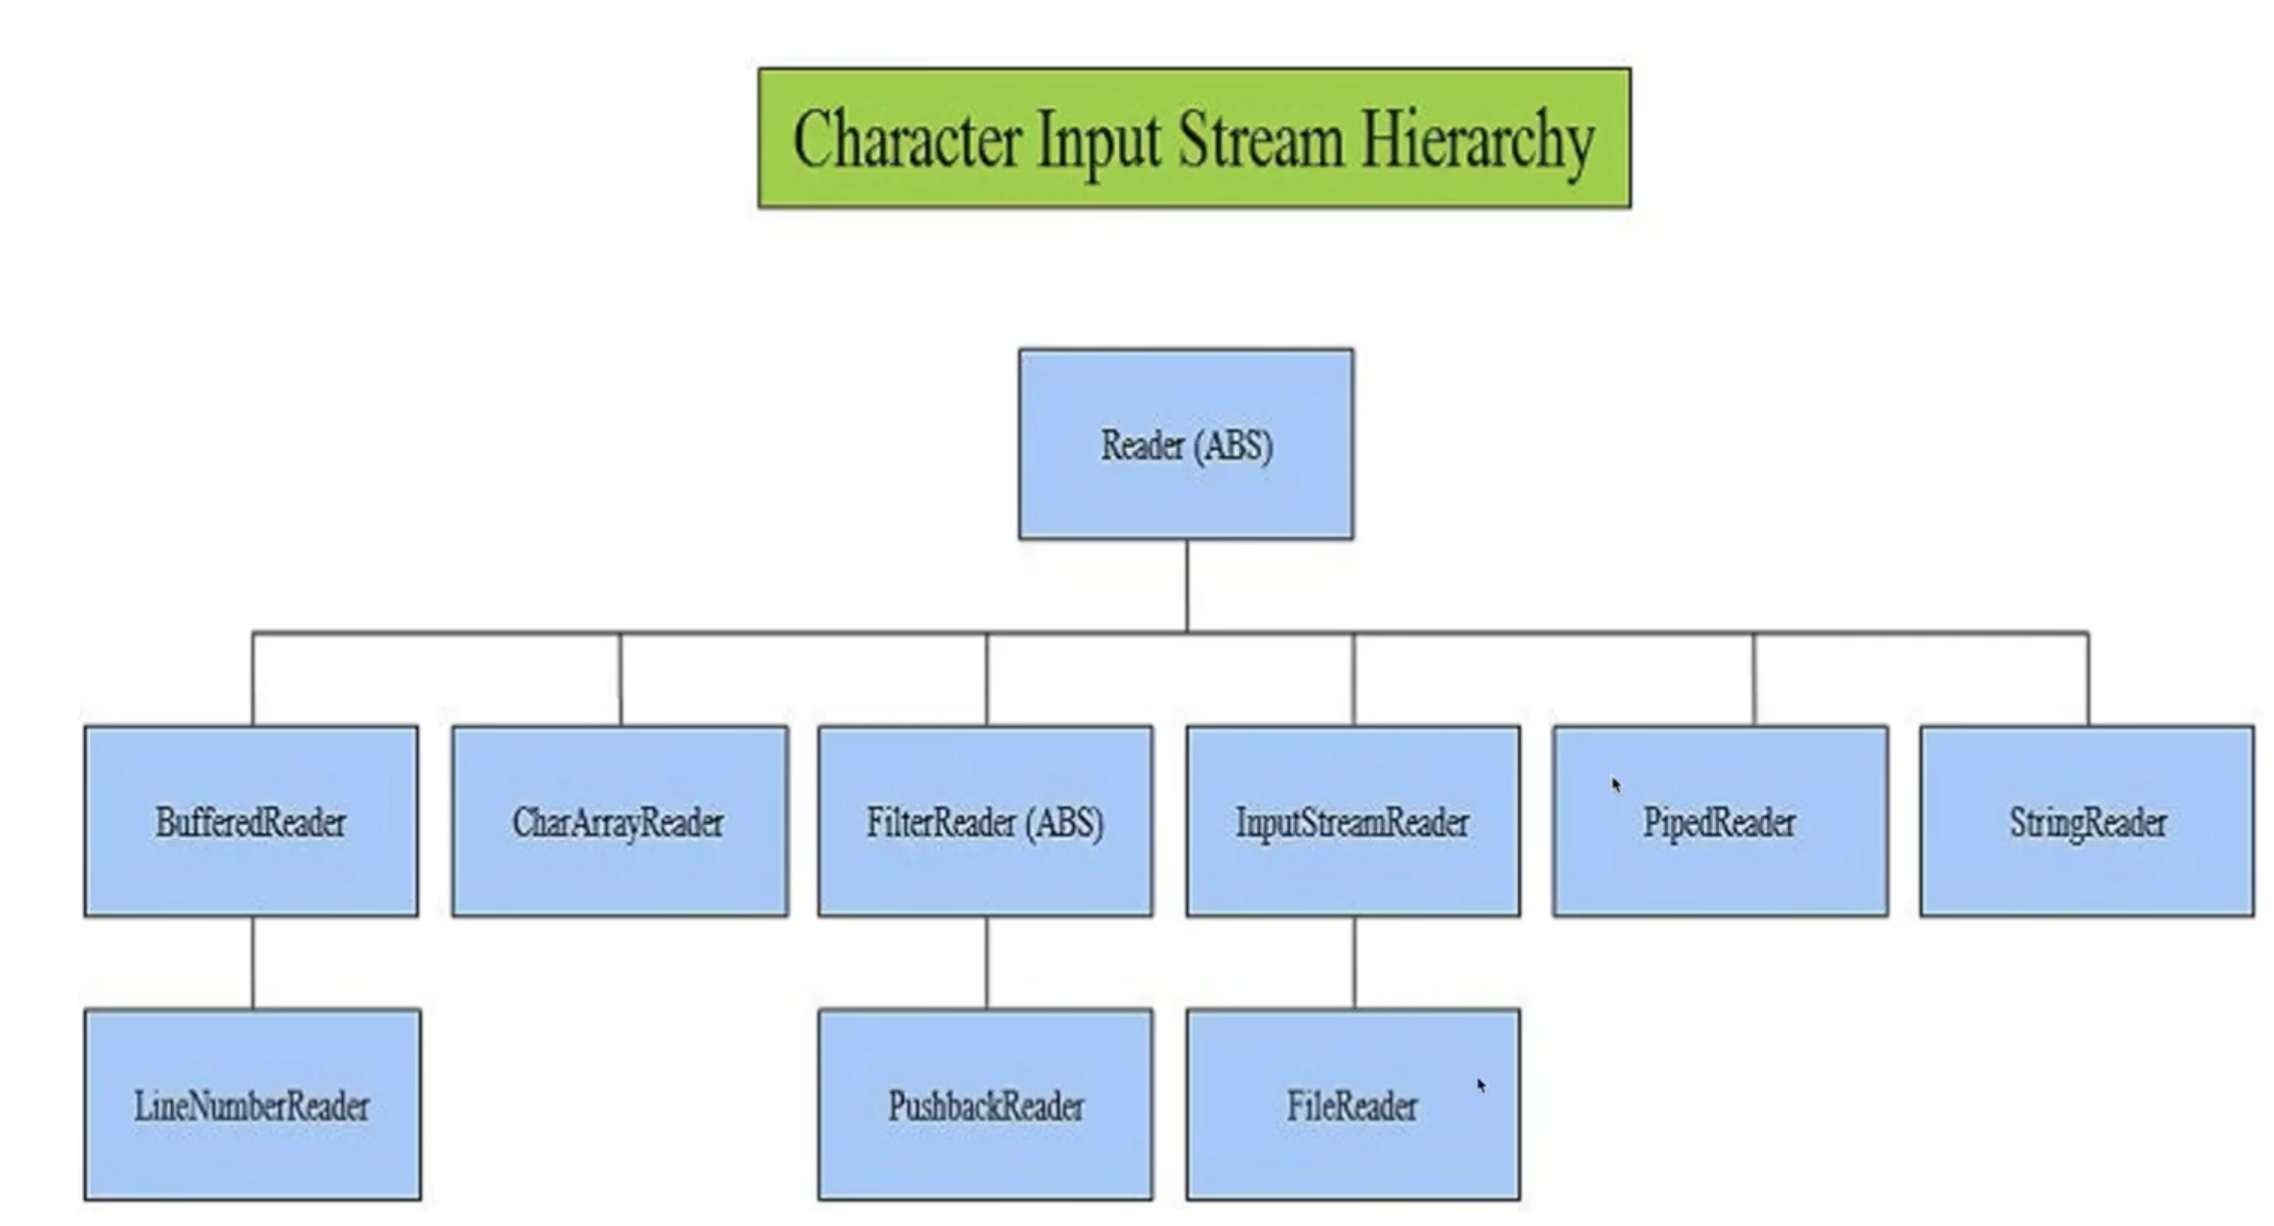 Character Input Stream Hierarchy
Reader (ABS)
BufferedReader
CharArrayReader
FilterReader (ABS)
InputStreamReader
PipedReader
StringReader
LineNumberReader
PushbackReader
FileReader